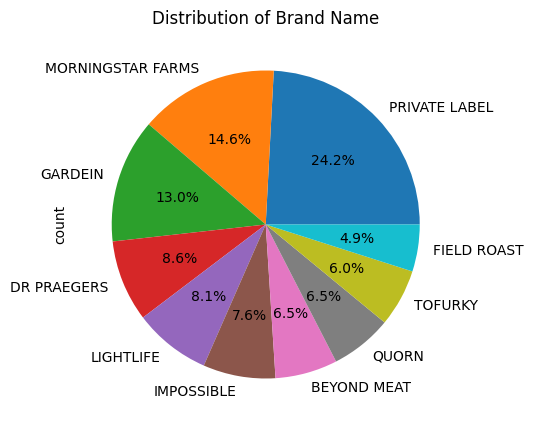 Distribution of Brand Name
MORNINGSTAR FARMS
PRIVATE LABEL
14.6%
24.2%
GARDEIN
13.0%
count
4.9%
FIELD ROAST
8.6%
6.0%
DR PRAEGERS
8.1%
6.5%
TOFURKY
7.6%
6.5%
LIGHTLIFE
QUORN
IMPOSSIBLE
BEYOND MEAT